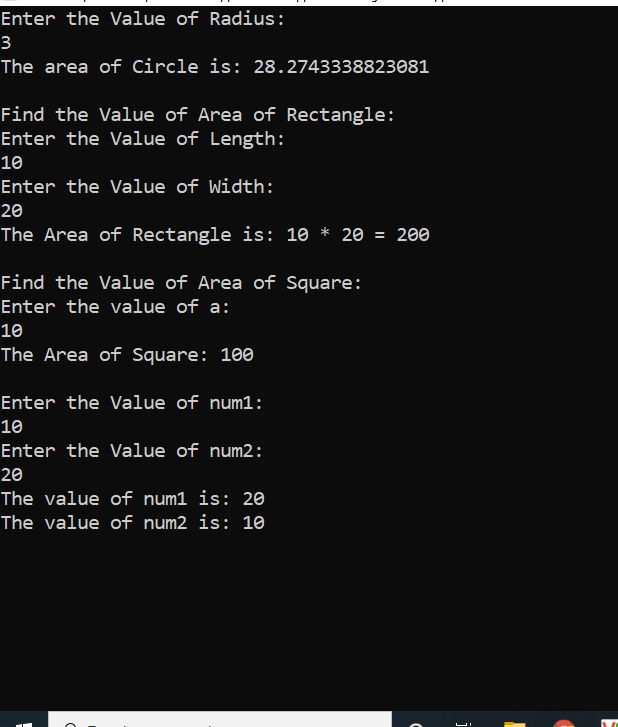 Enter the Value of Radius:
3
The area of Circle is: 28.2743338823081
Find the Value of Area of Rectangle:
Enter the Value of Length:
10
Enter the Value of Width:
20
The Area of Rectangle is: 10 * 20 = 200
Find the Value of Area of Square:
Enter the value of a:
10
The Area of Square: 100
Enter the Value of num1:
10
Enter the Value of num2:
20
The value of num1 is: 20
The value of num2 is: 10